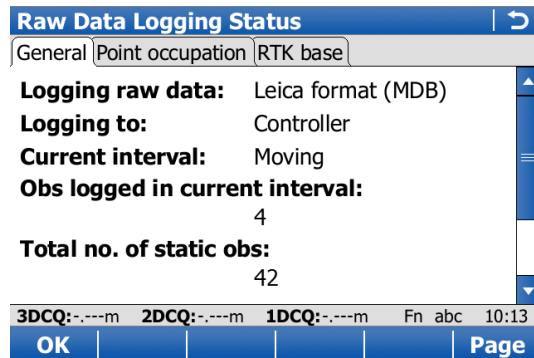 Raw Data Logging Status
General Point occupation RTK base
Logging raw data: Leica format (MDB)
Logging to: Controller
Current interval: Moving
Obs logged in current interval:
4
Total no. of static obs:
42
3DCQ:-.---m 2DCQ:-.---m 1DCQ:-.---m Fn abc 10:13
OK Page